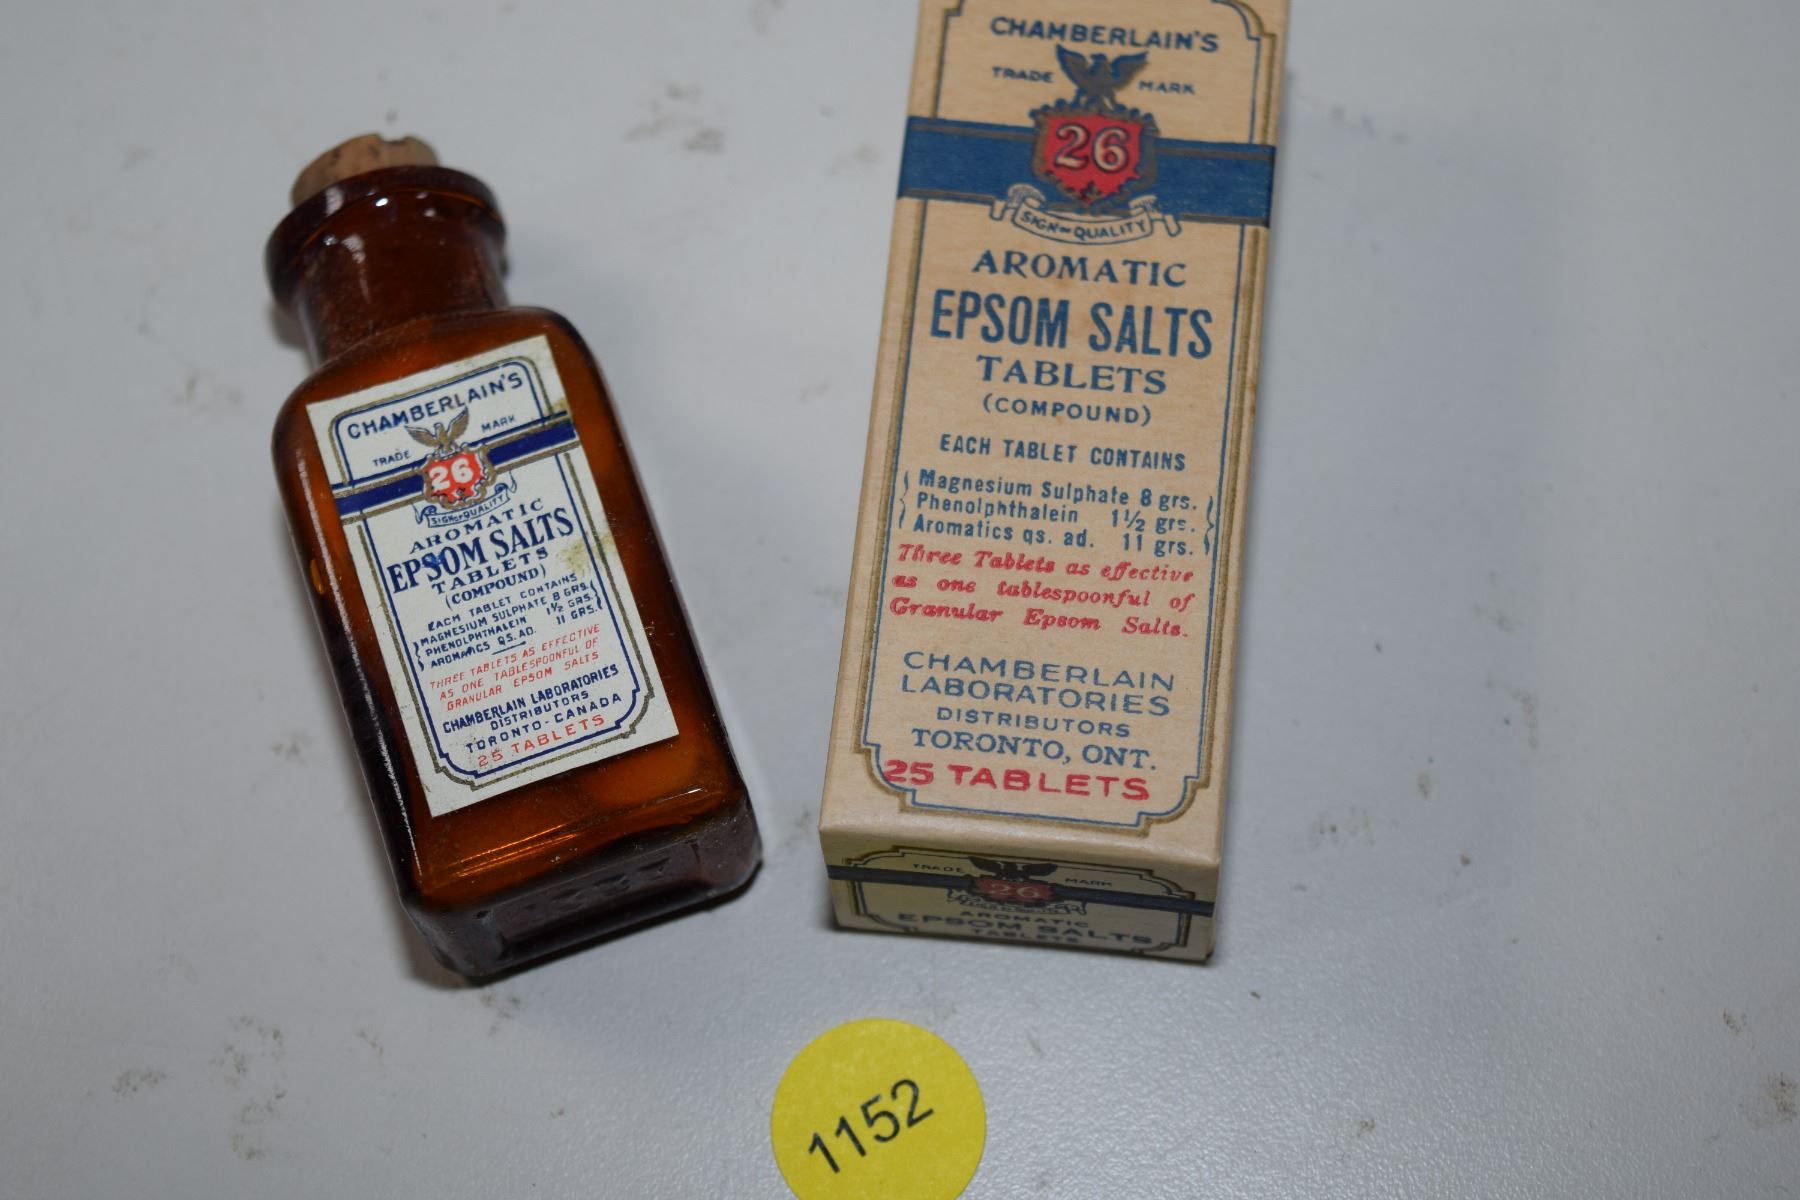 CHAMBERLAIN'S
TRADE MARK
26
SIGN OF QUALITY
AROMATIC
EPSOM SALTS
TABLETS
(COMPOUND)
EACH TABLET CONTAINS
MAGNESIUM SULPHATE 8 GRS.
PHENOLPHTHALEIN 1½ GRS.
AROMATICS QS. AD. 11 GRS.
THREE TABLETS AS EFFECTIVE
AS ONE TABLESPOONFUL OF
GRANULAR EPSOM SALTS
CHAMBERLAIN LABORATORIES
DISTRIBUTORS
TORONTO-CANADA
25 TABLETS
CHAMBERLAIN'S
TRADE MARK
26
SIGN OF QUALITY
AROMATIC
EPSOM SALTS
TABLETS
(COMPOUND)
EACH TABLET CONTAINS
Magnesium Sulphate 8 grs.
Phenolphthalein 1½ grs.
Aromatics qs. ad. 11 grs.
Three Tablets as effective
as one tablespoonful of
Granular Epsom Salts.
CHAMBERLAIN
LABORATORIES
DISTRIBUTORS
TORONTO, ONT.
25 TABLETS
TRADE MARK
26
AROMATIC
EPSOM SALTS
TABLETS
1152